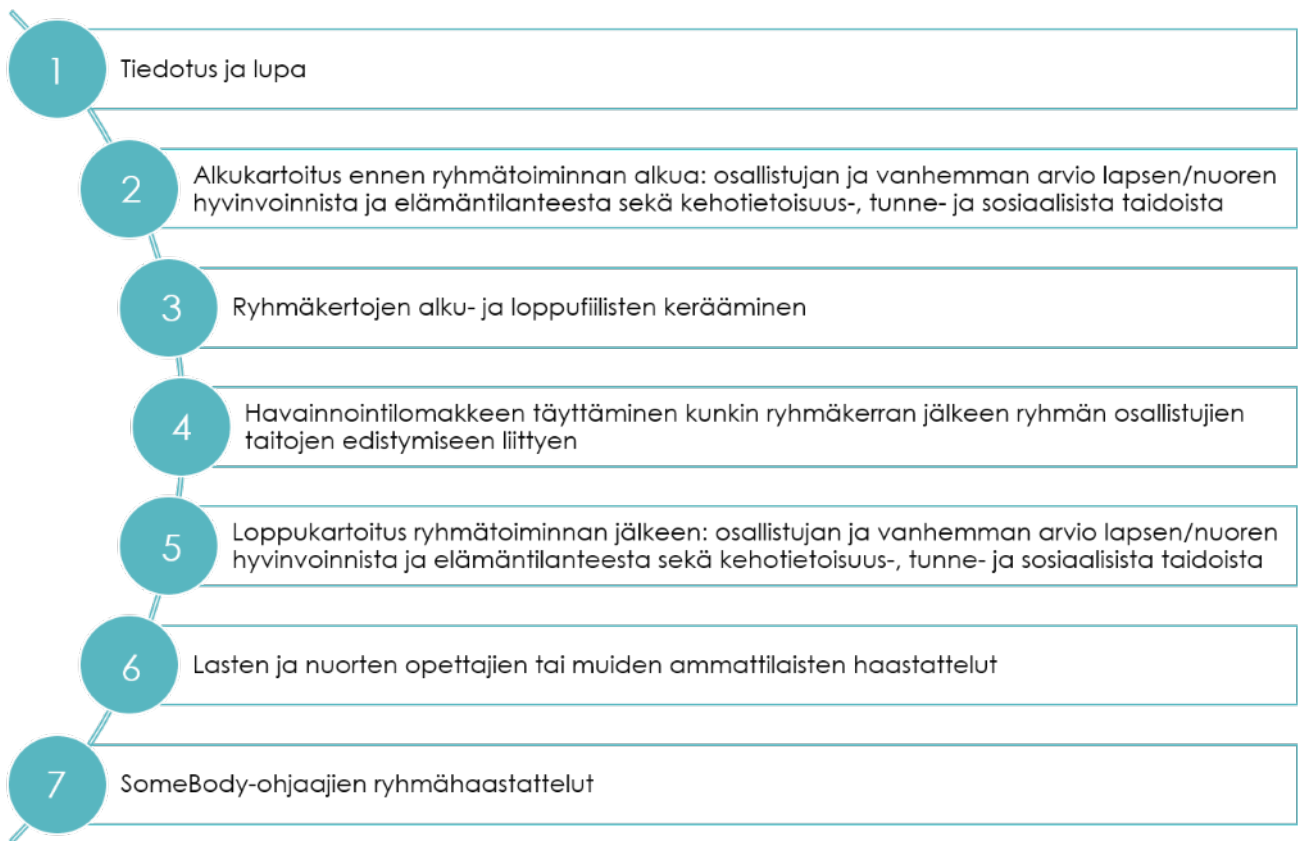 1
Tiedotus ja lupa
2
Alkukartoitus ennen ryhmätoiminnan alkua: osallistujan ja vanhemman arvio lapsen/nuoren
hyvinvoinnista ja elämäntilanteesta sekä kehotietoisuus-, tunne- ja sosiaalisista taidoista
3
Ryhmäkertojen alku- ja loppufiilisten kerääminen
4
Havainnointilomakkeen täyttäminen kunkin ryhmäkerran jälkeen ryhmän osallistujien
taitojen edistymiseen liittyen
5
Loppukartoitus ryhmätoiminnan jälkeen: osallistujan ja vanhemman arvio lapsen/nuoren
hyvinvoinnista ja elämäntilanteesta sekä kehotietoisuus-, tunne- ja sosiaalisista taidoista
6
Lasten ja nuorten opettajien tai muiden ammattilaisten haastattelut
7
SomeBody-ohjaajien ryhmähaastattelut